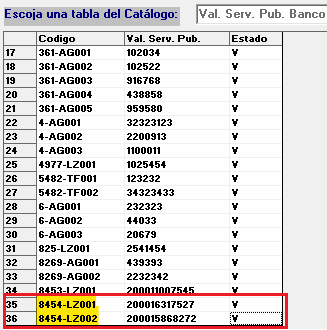 Escoja una tabla del Catálogo: Val. Serv. Pub. Banco
Codigo Val. Serv. Pub. Estado
17 361-AG001 102034 V
18 361-AG002 102522 V
19 361-AG003 916768 V
20 361-AG004 438858 V
21 361-AG005 959580 V
22 4-AG001 32323123 V
23 4-AG002 2200913 V
24 4-AG003 1100011 V
25 4977-LZ001 1025454 V
26 5482-TF001 123232 V
27 5482-TF002 34323433 V
28 6-AG001 232323 V
29 6-AG002 44033 V
30 6-AG003 20679 V
31 825-LZ001 2541454 V
32 8269-AG001 439393 V
33 8269-AG002 2232342 V
34 8453-LZ001 200011007545 V
35 8454-LZ001 200016317527 V
36 8454-LZ002 200015868272 V